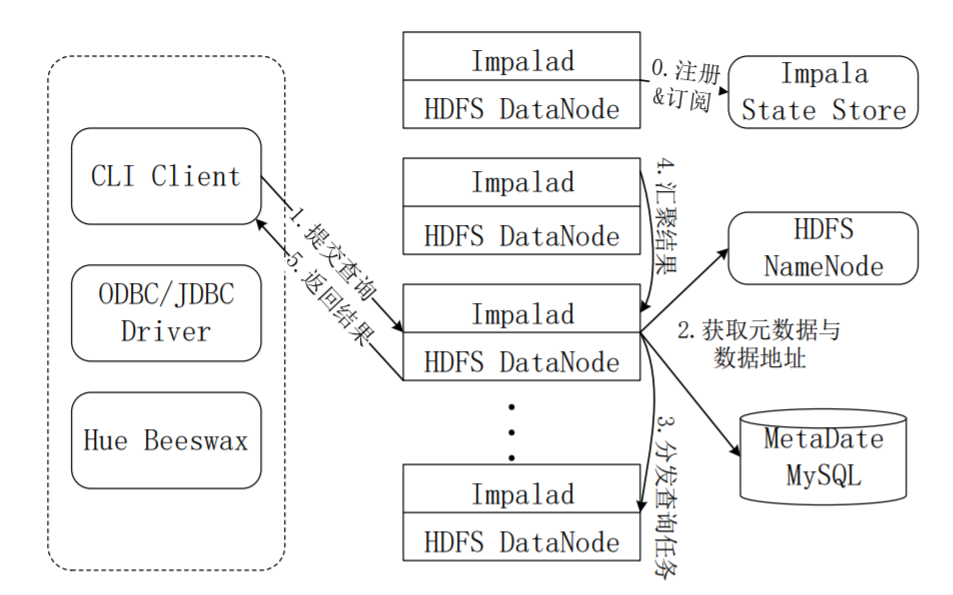 CLI Client
ODBC/JDBC
Driver
Hue Beeswax
1.提交查询
5.返回结果
Impalad
HDFS DataNode
0.注册
&订阅
Impala
State Store
Impalad
HDFS DataNode
4.汇聚结果
HDFS
NameNode
Impalad
HDFS DataNode
2.获取元数据与
数据地址
3.分发查询任务
MetaDate
MySQL
Impalad
HDFS DataNode